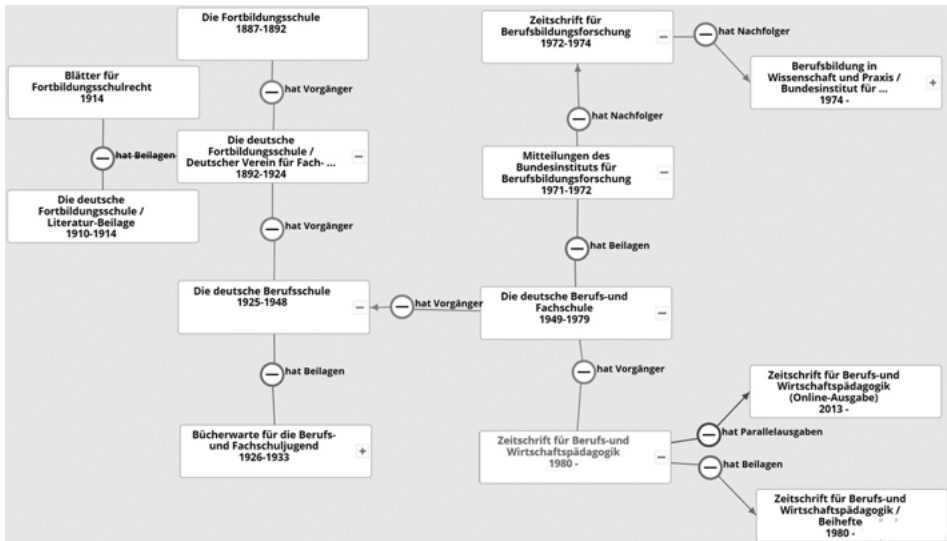 Die Fortbildungsschule
1887-1892
hat Vorgänger
Blätter für
Fortbildungsschulrecht
1914
hat Beilagen
Die deutsche
Fortbildungsschule /
Deutscher Verein für Fach- ...
1892-1924
Die deutsche
Fortbildungsschule /
Literatur-Beilage
1910-1914
hat Vorgänger
Die deutsche Berufsschule
1925-1948
hat Vorgänger
hat Beilagen
Bücherwarte für die Berufs-
und Fachschuljugend
1926-1933
Zeitschrift für
Berufsbildungsforschung
1972-1974
hat Nachfolger
Berufsbildung in
Wissenschaft und Praxis /
Bundesinstitut für ...
1974 -
hat Nachfolger
Mitteilungen des
Bundesinstituts für
Berufsbildungsforschung
1971-1972
hat Beilagen
Die deutsche Berufs-und
Fachschule
1949-1979
hat Vorgänger
Zeitschrift für Berufs-und
Wirtschaftspädagogik
1980 -
Zeitschrift für Berufs-und
Wirtschaftspädagogik
(Online-Ausgabe)
2013 -
hat Parallelausgaben
hat Beilagen
Zeitschrift für Berufs-und
Wirtschaftspädagogik /
Beihefte
1980 -